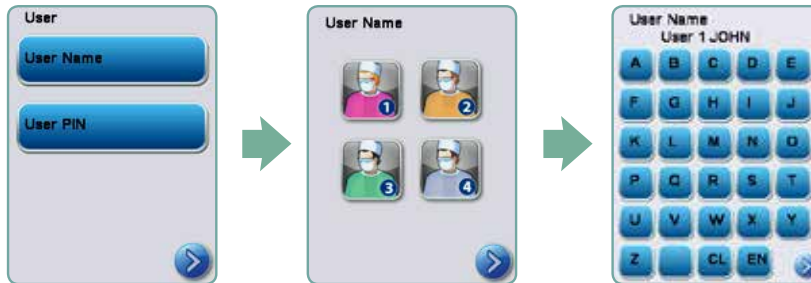 User
User Name
User PIN
User Name
1
2
3
4
User Name
User 1 JOHN
A B C D E
F G H I J
K L M N O
P Q R S T
U V W X Y
Z CL EN